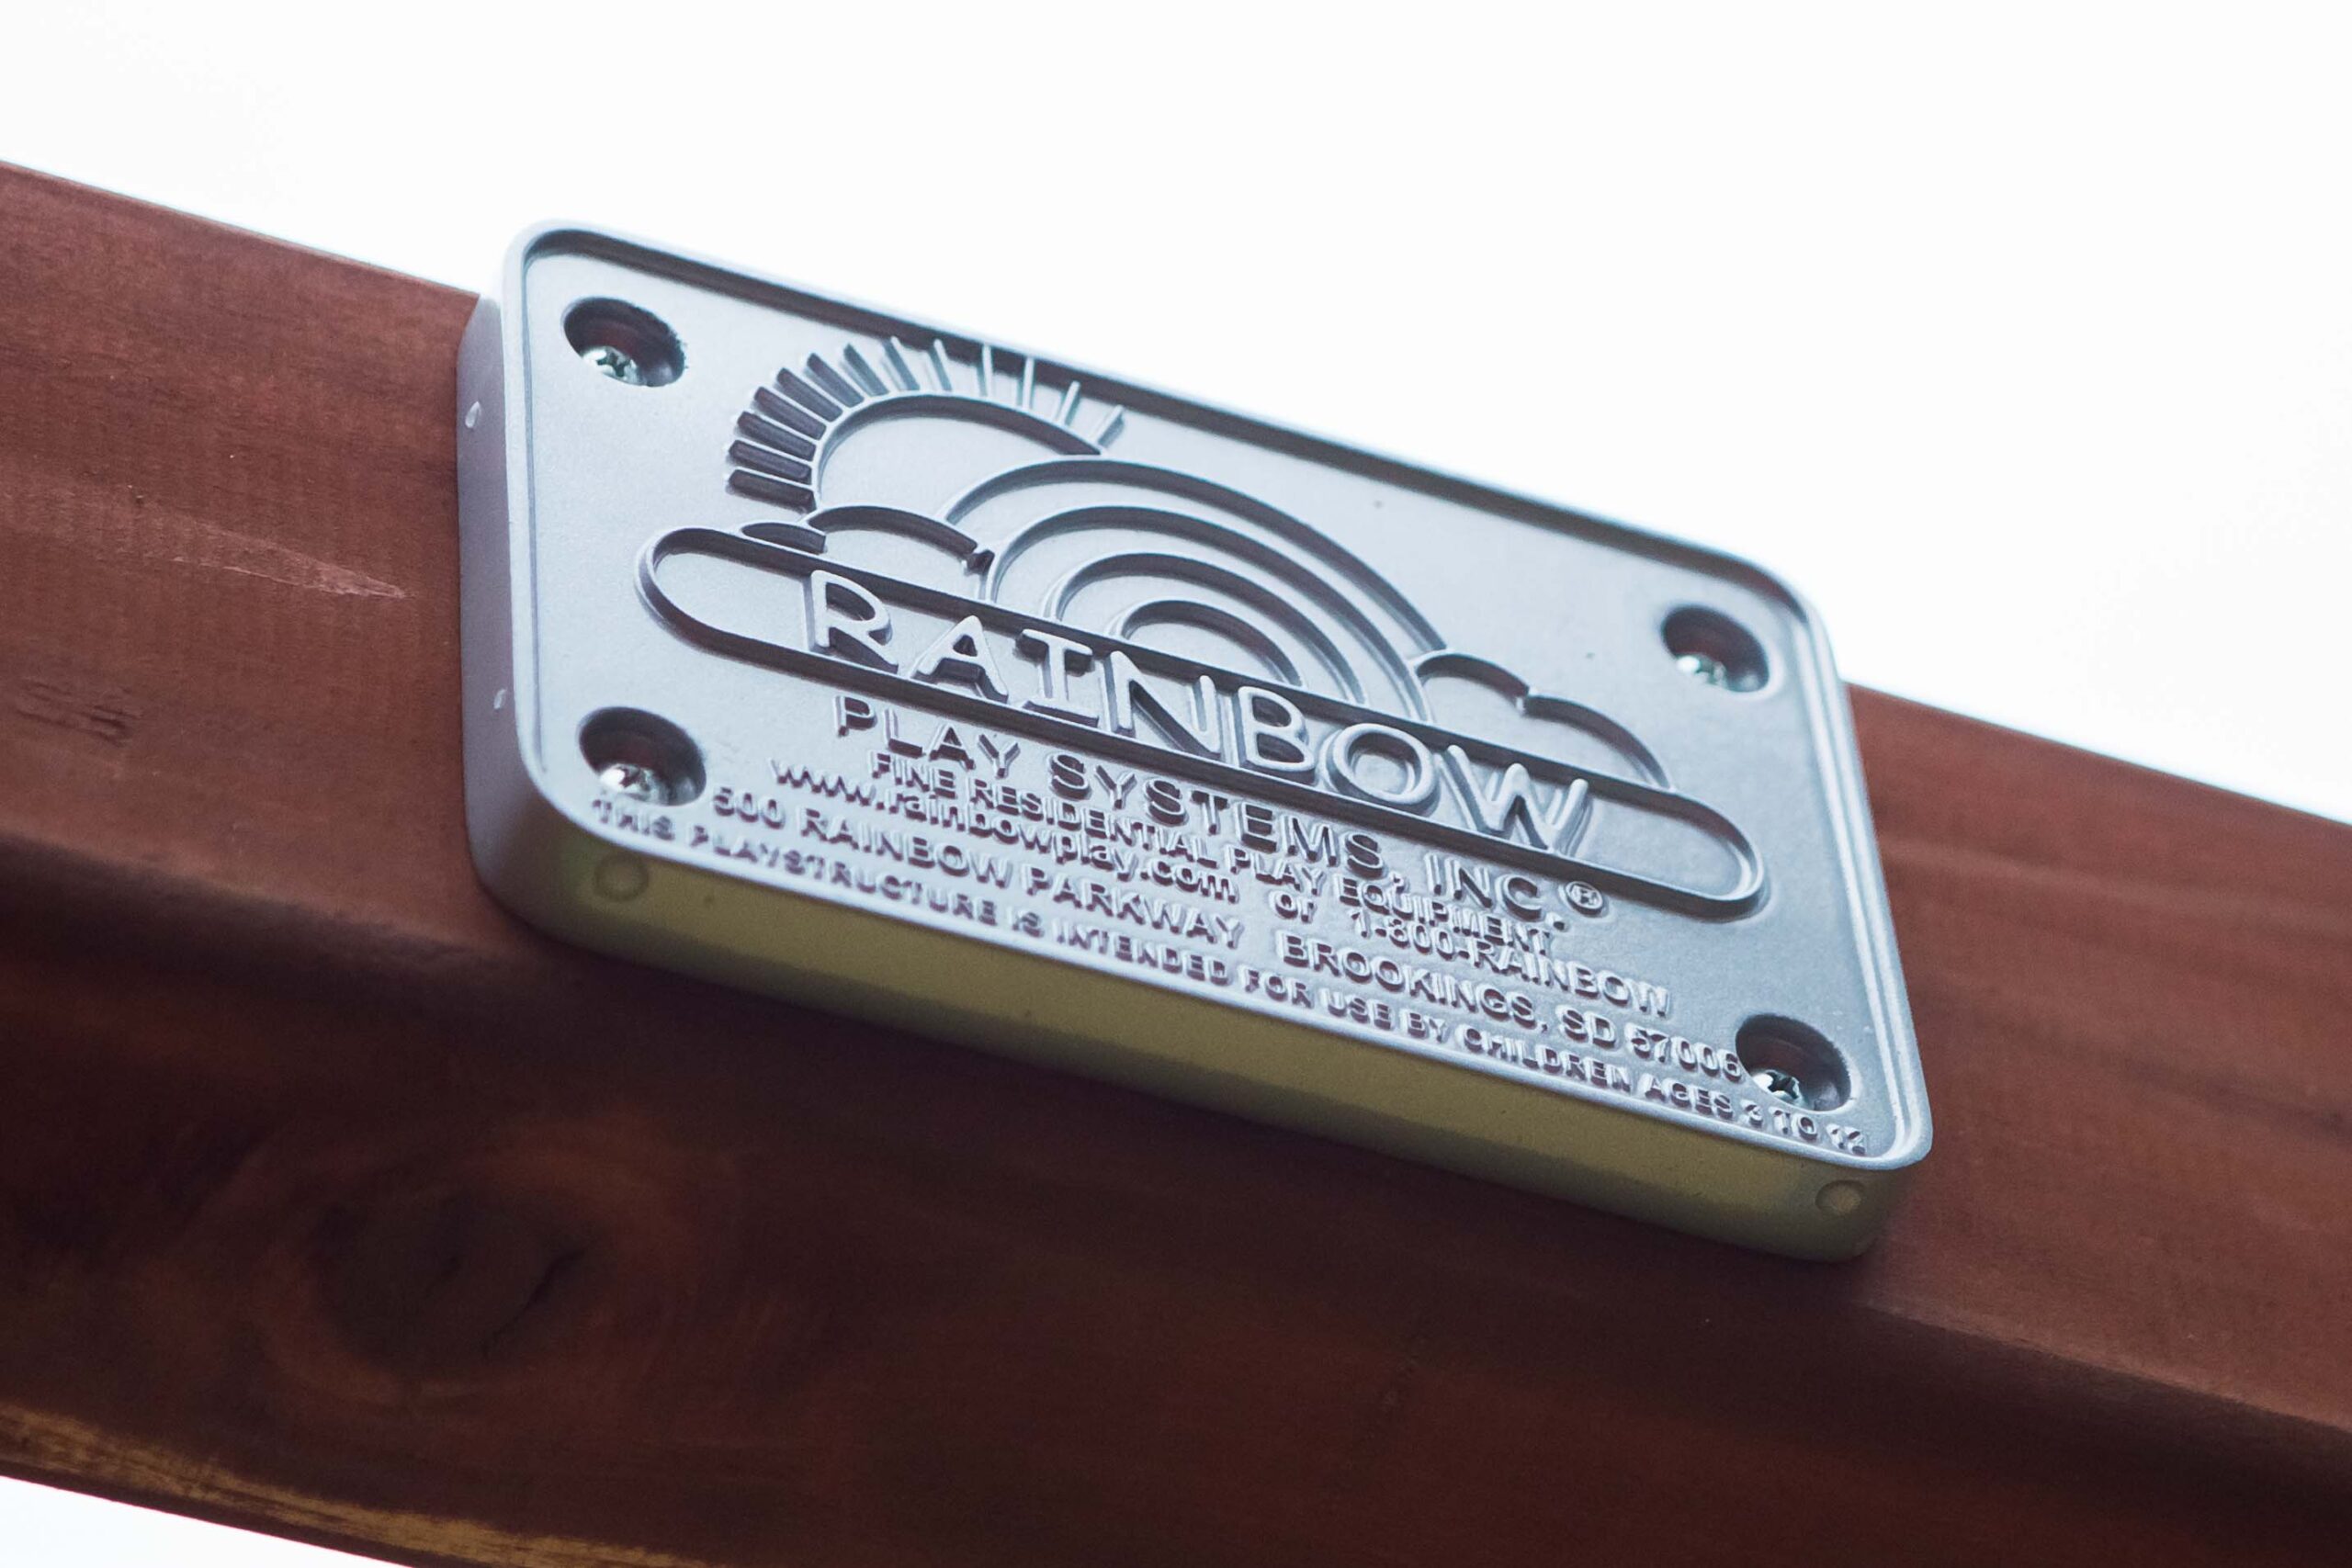 RAINBOW
PLAY SYSTEMS, INC.®
FINE RESIDENTIAL PLAY EQUIPMENT
www.rainbowplay.com or 1-800-RAINBOW
500 RAINBOW PARKWAY BROOKINGS, SD 57006
THIS PLAYSTRUCTURE IS INTENDED FOR USE BY CHILDREN AGES 3 TO 12